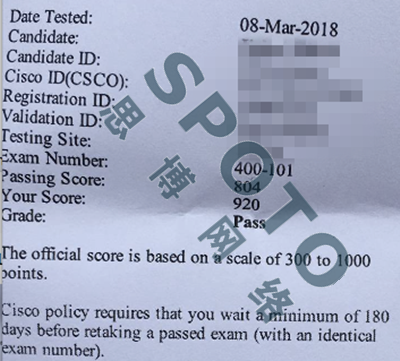 Date Tested: 08-Mar-2018
Candidate:
Candidate ID:
Cisco ID(CSCO):
Registration ID:
Validation ID:
Testing Site:
Exam Number: 400-101
Passing Score: 804
Your Score: 920
Grade: Pass
The official score is based on a scale of 300 to 1000
points.
Cisco policy requires that you wait a minimum of 180
days before retaking a passed exam (with an identical
exam number).
SPOTO
思博网络